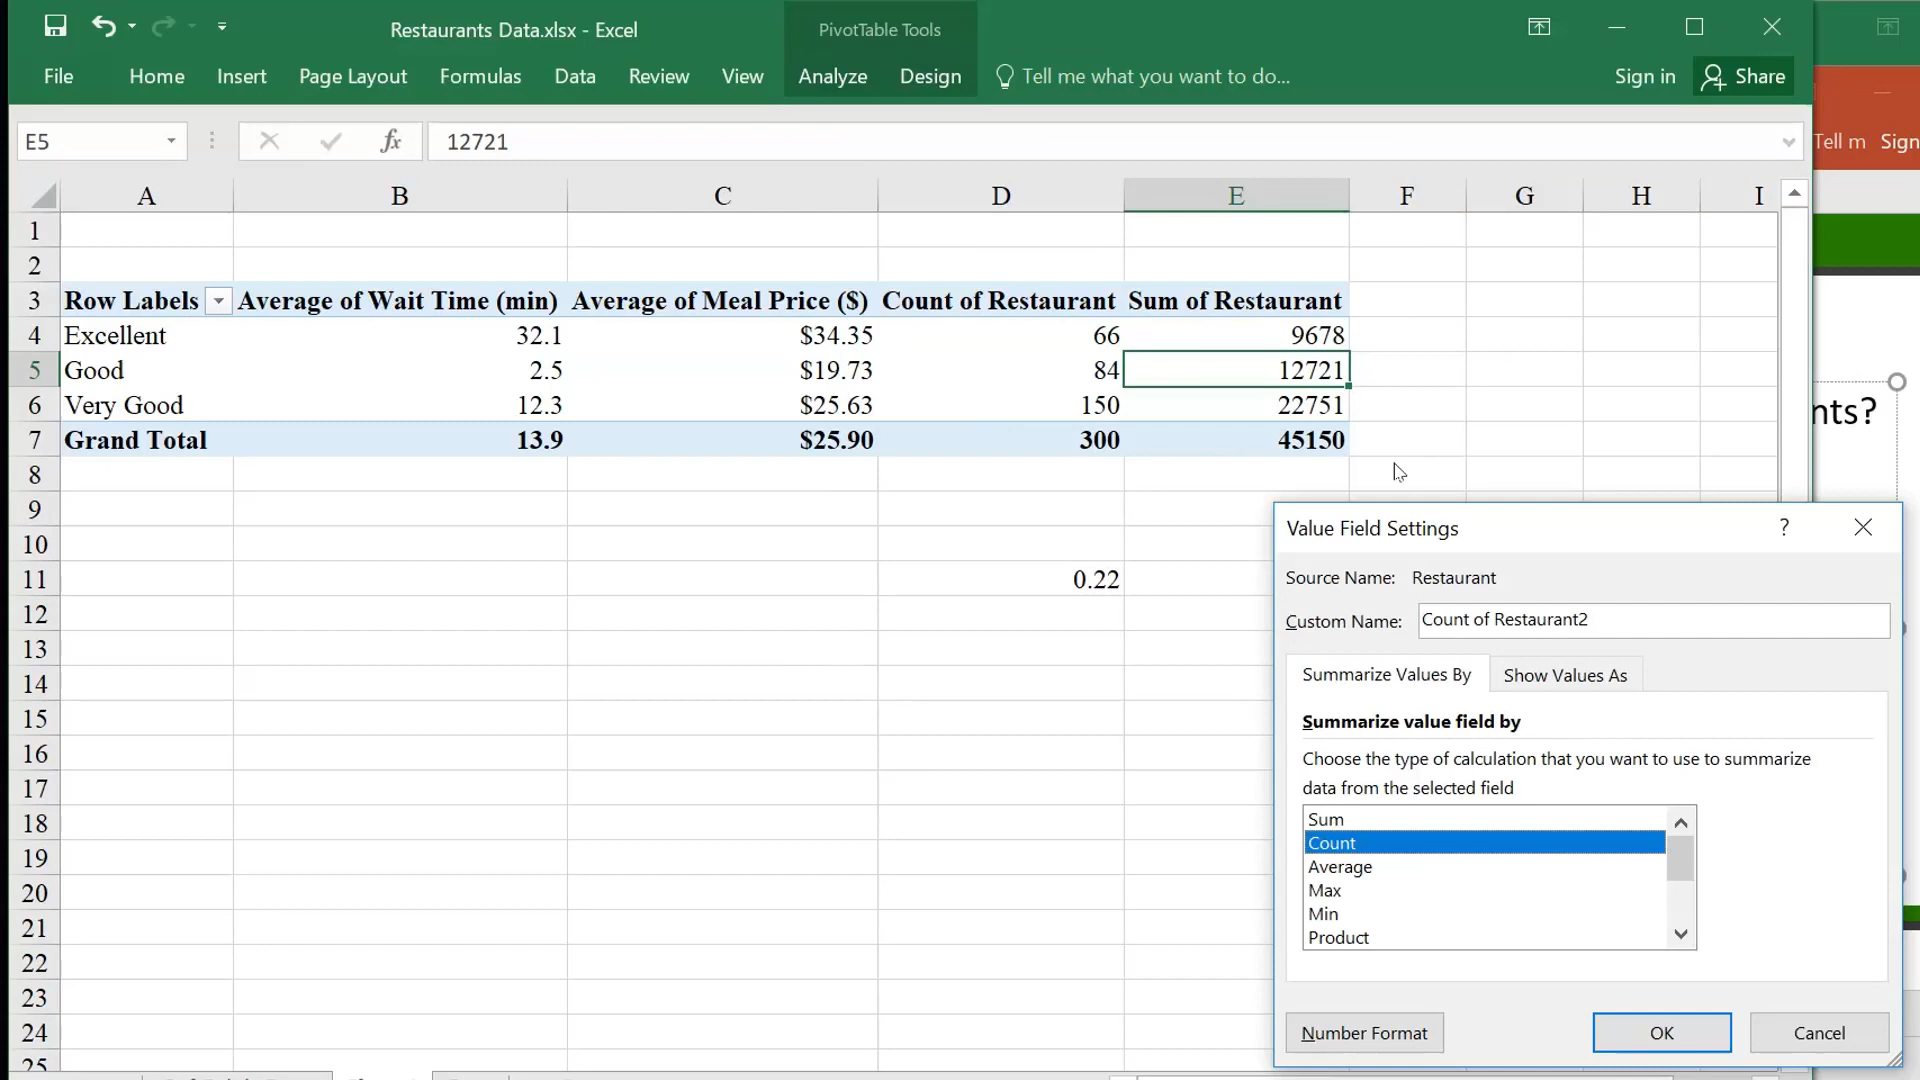 Restaurants Data.xlsx - Excel
PivotTable Tools
File Home Insert Page Layout Formulas Data Review View Analyze Design Tell me what you want to do... Sign in Share
Tell m Sign
E5 fx 12721
A B C D E F G H I
1
2
3 Row Labels Average of Wait Time (min) Average of Meal Price ($) Count of Restaurant Sum of Restaurant
4 Excellent 32.1 $34.35 66 9678
5 Good 2.5 $19.73 84 12721
6 Very Good 12.3 $25.63 150 22751
7 Grand Total 13.9 $25.90 300 45150
nts?
8
9
10
11 0.22
12
13
14
15
16
17
18
19
20
21
22
23
24
25
Value Field Settings ?
Source Name: Restaurant
Custom Name: Count of Restaurant2
Summarize Values By Show Values As
Summarize value field by
Choose the type of calculation that you want to use to summarize
data from the selected field
Sum
Count
Average
Max
Min
Product
Number Format OK Cancel